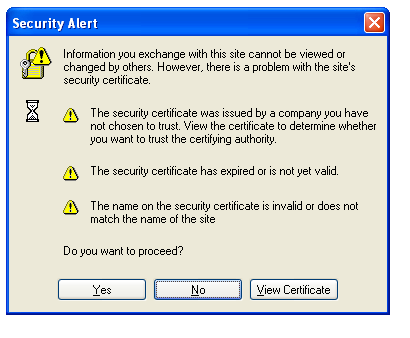 Security Alert
Information you exchange with this site cannot be viewed or
changed by others. However, there is a problem with the site's
security certificate.
The security certificate was issued by a company you have
not chosen to trust. View the certificate to determine whether
you want to trust the certifying authority.
The security certificate has expired or is not yet valid.
The name on the security certificate is invalid or does not
match the name of the site
Do you want to proceed?
Yes No View Certificate